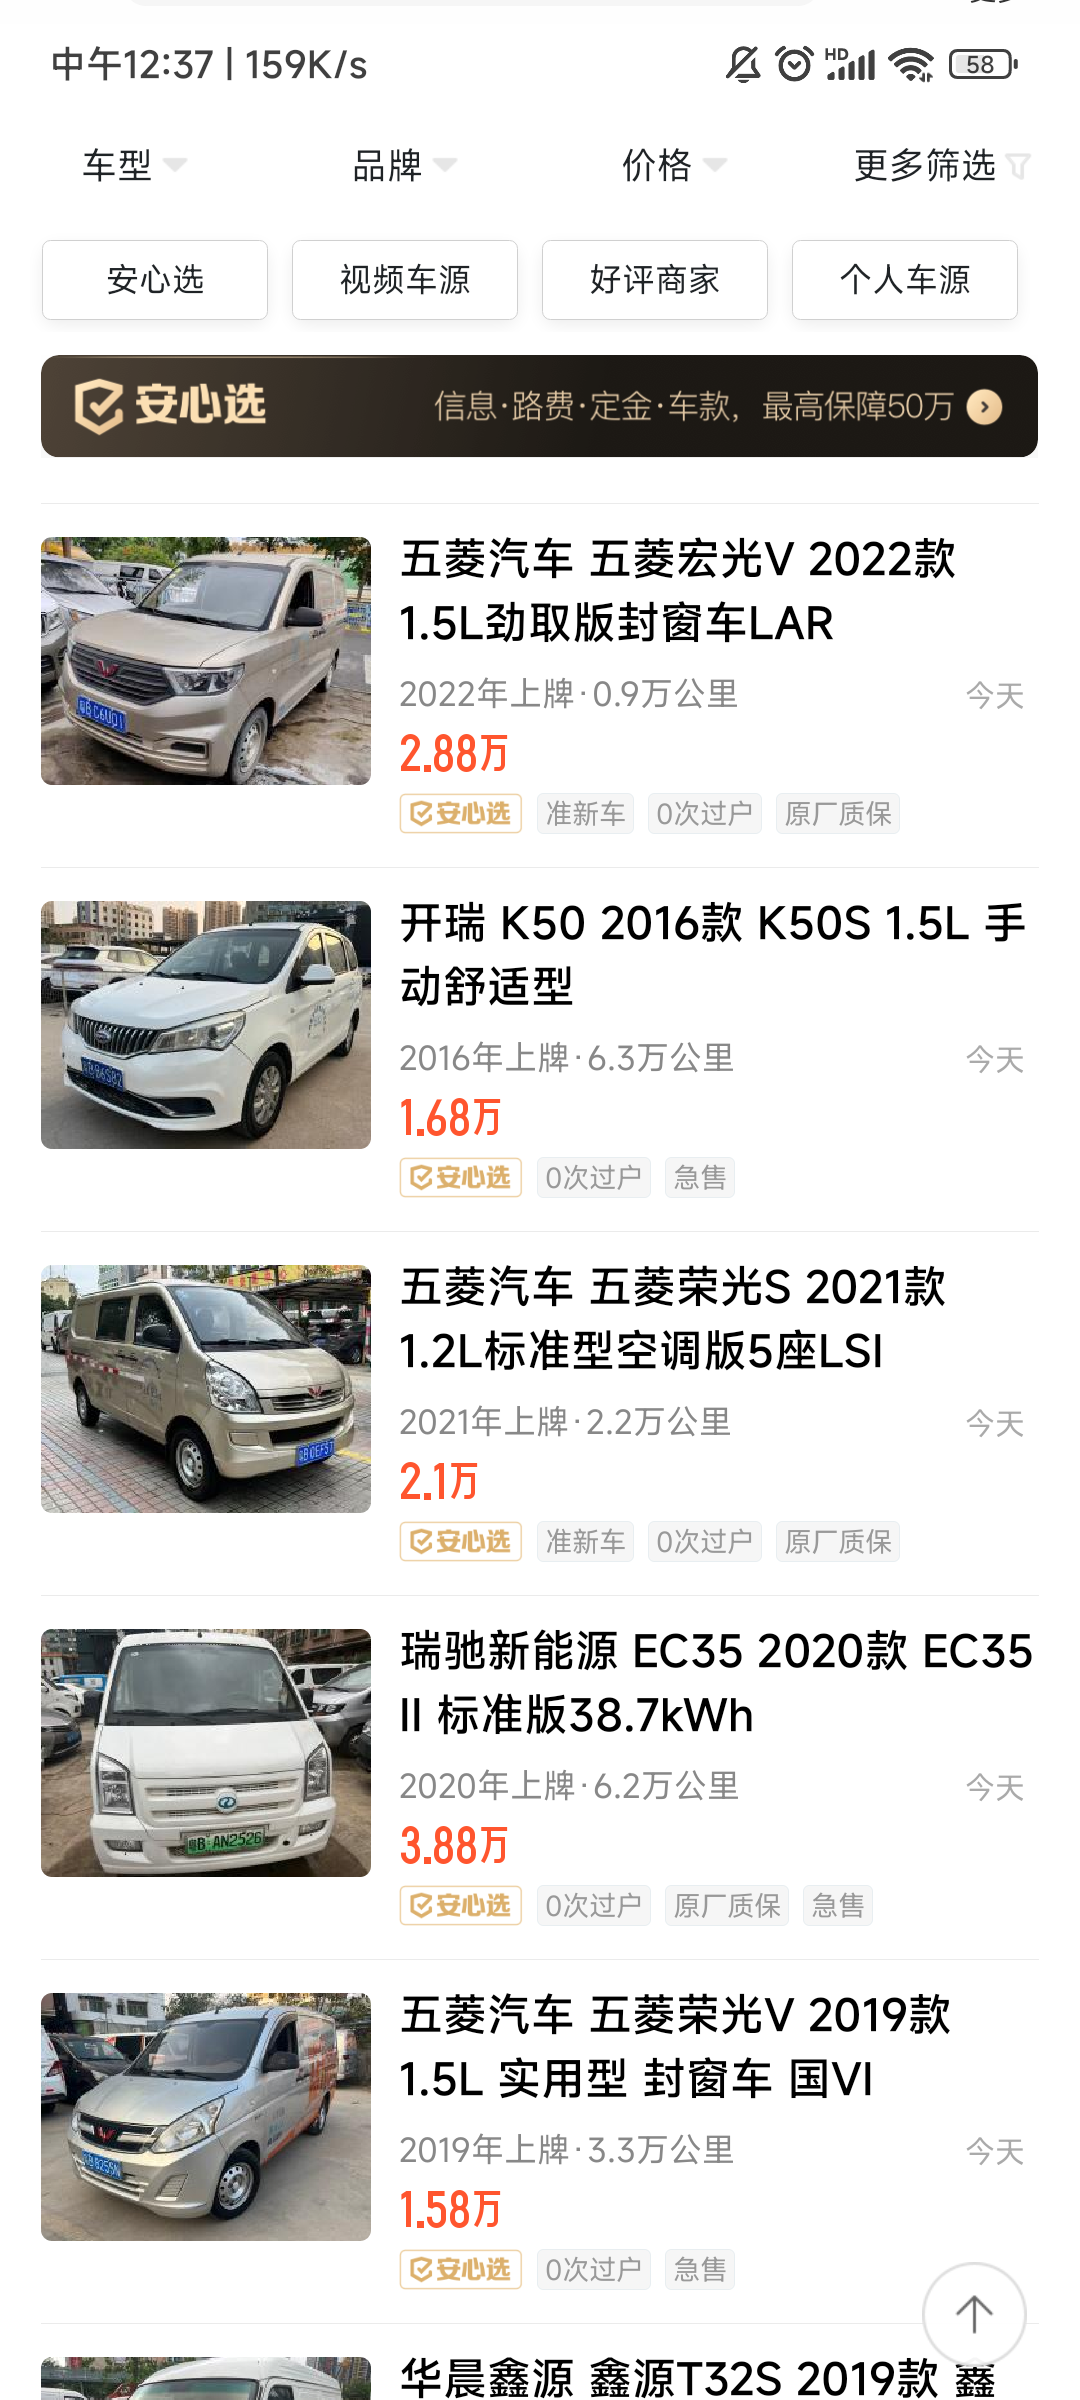 中午12:37 | 159K/s
HD
58
车型
品牌
价格
更多筛选
安心选
视频车源
好评商家
个人车源
安心选
信息·路费·定金·车款，最高保障50万
五菱汽车 五菱宏光V 2022款
1.5L劲取版封窗车LAR
2022年上牌·0.9万公里
今天
2.88万
安心选
准新车
0次过户
原厂质保
开瑞 K50 2016款 K50S 1.5L 手
动舒适型
2016年上牌·6.3万公里
今天
1.68万
安心选
0次过户
急售
五菱汽车 五菱荣光S 2021款
1.2L标准型空调版5座LSI
2021年上牌·2.2万公里
今天
2.1万
安心选
准新车
0次过户
原厂质保
瑞驰新能源 EC35 2020款 EC35
II 标准版38.7kWh
2020年上牌·6.2万公里
今天
粤B·AN2526
3.88万
安心选
0次过户
原厂质保
急售
五菱汽车 五菱荣光V 2019款
1.5L 实用型 封窗车 国VI
2019年上牌·3.3万公里
今天
1.58万
安心选
0次过户
急售
华晨鑫源 鑫源T32S 2019款 鑫